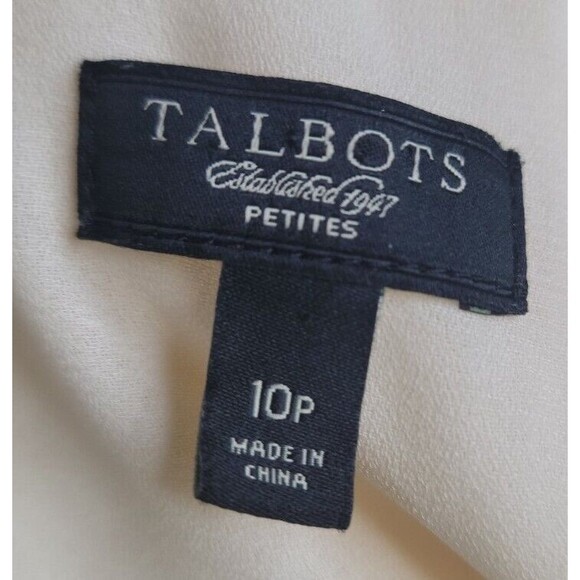 TALBOTS
Established 1947
PETITES
10P
MADE IN
CHINA